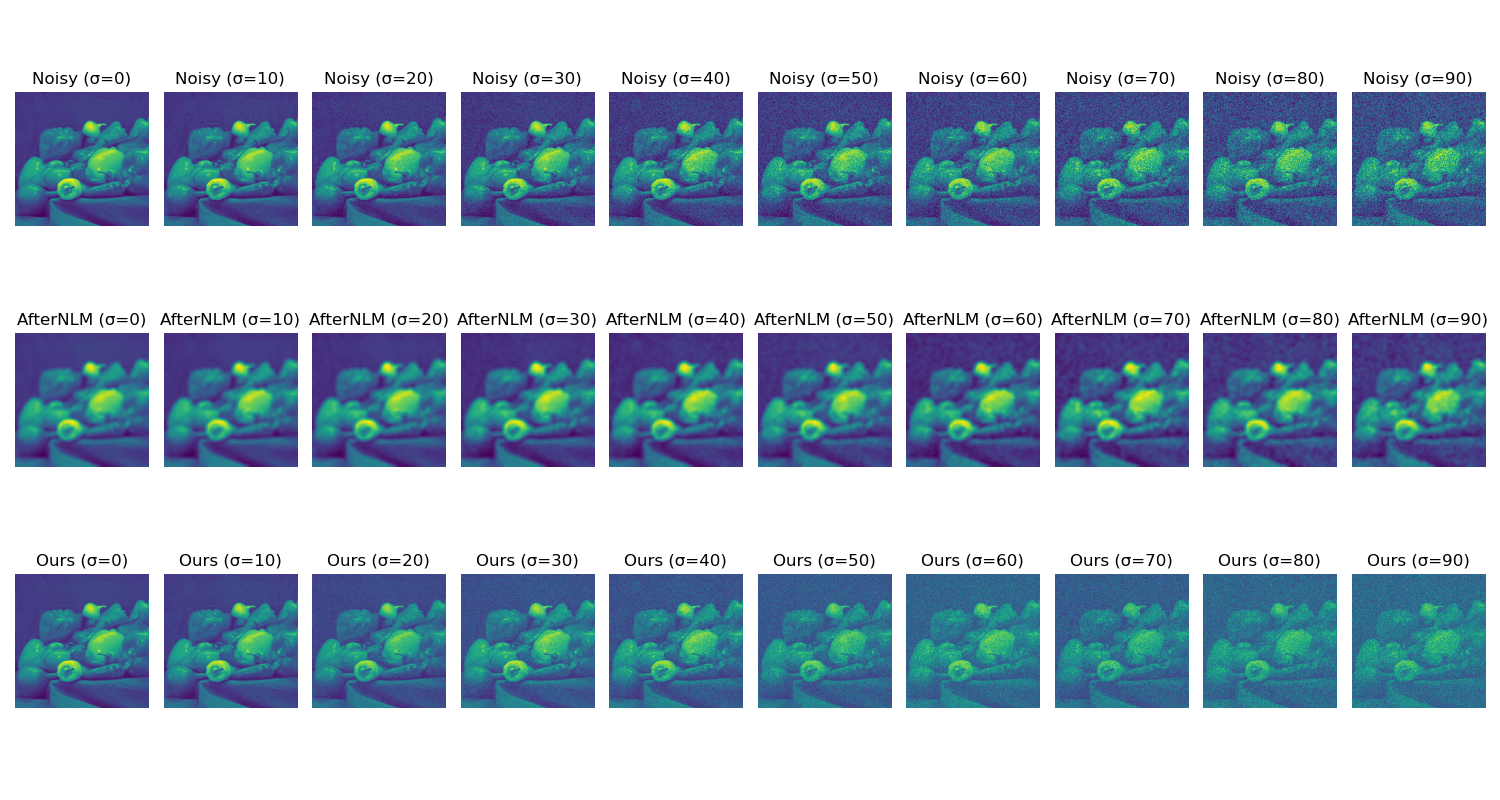 Noisy (σ=0) Noisy (σ=10) Noisy (σ=20) Noisy (σ=30) Noisy (σ=40) Noisy (σ=50) Noisy (σ=60) Noisy (σ=70) Noisy (σ=80) Noisy (σ=90)
AfterNLM (σ=0) AfterNLM (σ=10) AfterNLM (σ=20) AfterNLM (σ=30) AfterNLM (σ=40) AfterNLM (σ=50) AfterNLM (σ=60) AfterNLM (σ=70) AfterNLM (σ=80) AfterNLM (σ=90)
Ours (σ=0) Ours (σ=10) Ours (σ=20) Ours (σ=30) Ours (σ=40) Ours (σ=50) Ours (σ=60) Ours (σ=70) Ours (σ=80) Ours (σ=90)